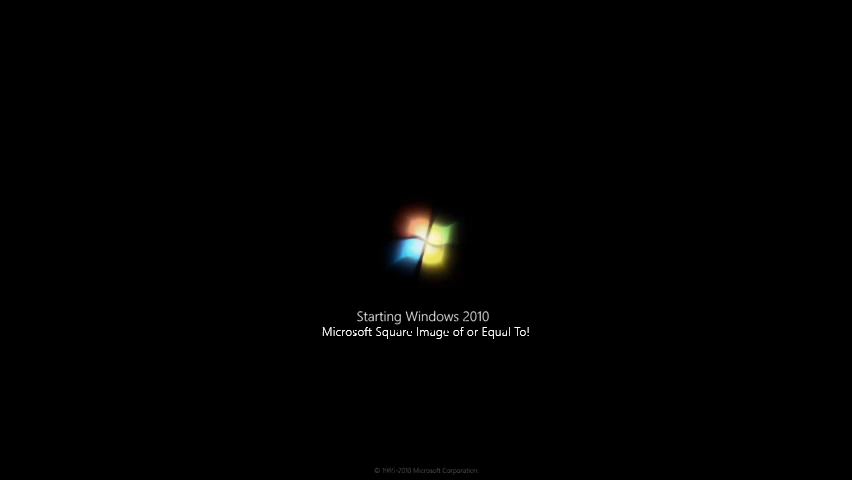 Starting Windows 2010
Microsoft Square Image of or Equal To!
© 1985-2010 Microsoft Corporation